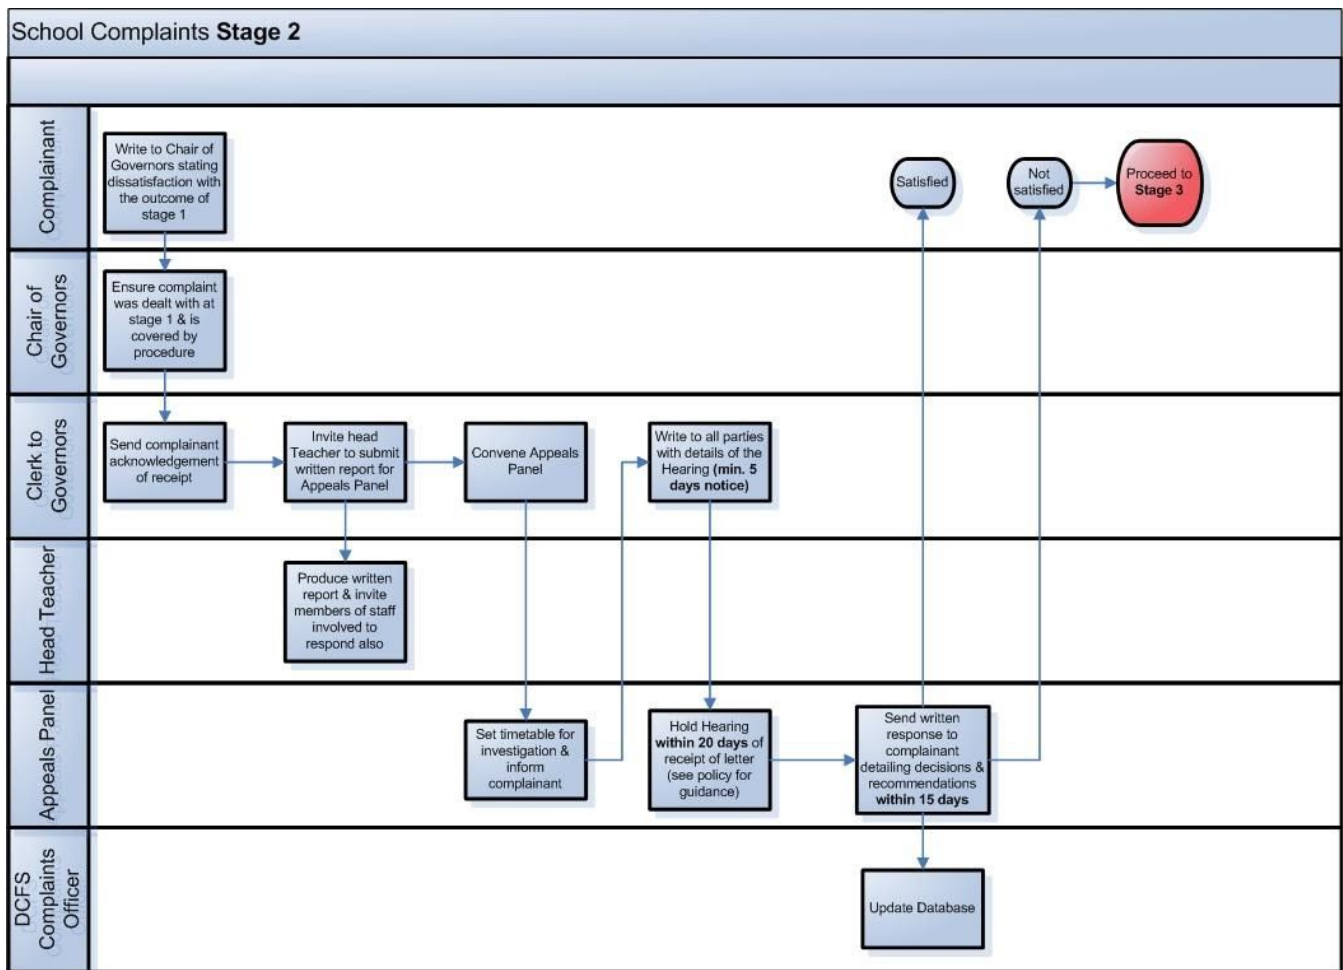 School Complaints Stage 2
Complainant
Write to Chair of
Governors stating
dissatisfaction with
the outcome of
stage 1
Satisfied
Not
satisfied
Proceed to
Stage 3
Chair of
Governors
Ensure complaint
was dealt with at
stage 1 & is
covered by
procedure
Clerk to
Governors
Send complainant
acknowledgement
of receipt
Invite head
Teacher to submit
written report for
Appeals Panel
Convene Appeals
Panel
Write to all parties
with details of the
Hearing (min. 5
days notice)
Head Teacher
Produce written
report & invite
members of staff
involved to
respond also
Appeals Panel
Set timetable for
investigation &
inform
complainant
Hold Hearing
within 20 days of
receipt of letter
(see policy for
guidance)
Send written
response to
complainant
detailing decisions &
recommendations
within 15 days
DCFS
Complaints
Officer
Update Database